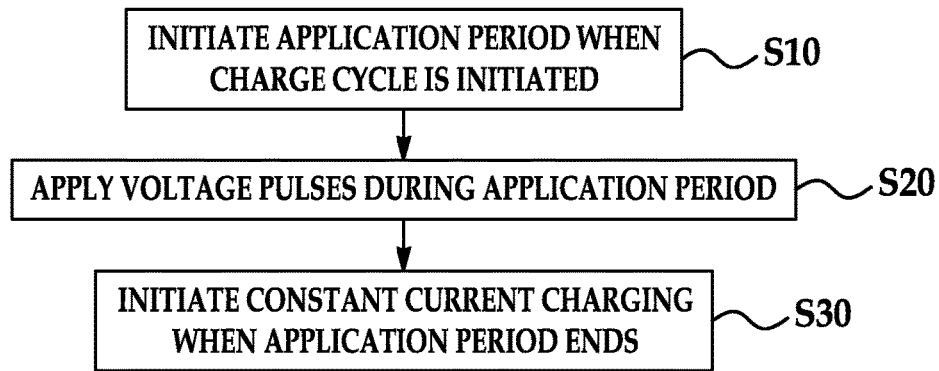 INITIATE APPLICATION PERIOD WHEN
CHARGE CYCLE IS INITIATED
S10
APPLY VOLTAGE PULSES DURING APPLICATION PERIOD
S20
INITIATE CONSTANT CURRENT CHARGING
WHEN APPLICATION PERIOD ENDS
S30